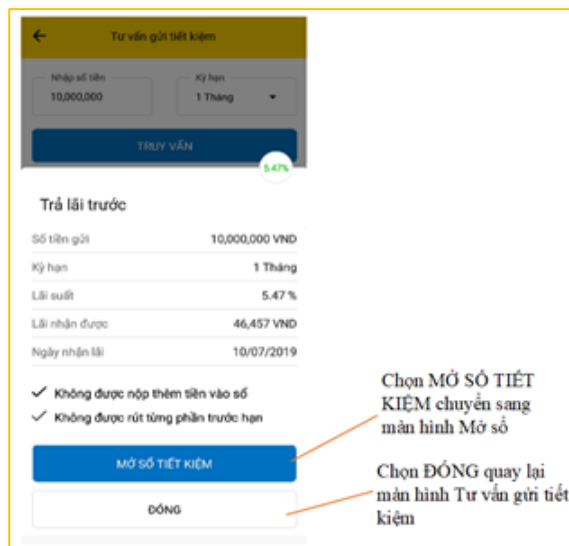 Tư vấn gửi tiết kiệm
Nhập số tiền
Kỳ hạn
10,000,000
1 Tháng
TRUY VẤN
5.47%
Trả lãi trước
Số tiền gửi 10,000,000 VND
Kỳ hạn 1 Tháng
Lãi suất 5.47 %
Lãi nhận được 46,457 VND
Ngày nhận lãi 10/07/2019
Không được nộp thêm tiền vào sổ
Không được rút từng phần trước hạn
MỞ SỔ TIẾT KIỆM
ĐÓNG
Chọn MỞ SỔ TIẾT
KIỆM chuyển sang
màn hình Mở sổ
Chọn ĐÓNG quay lại
màn hình Tư vấn gửi tiết
kiệm